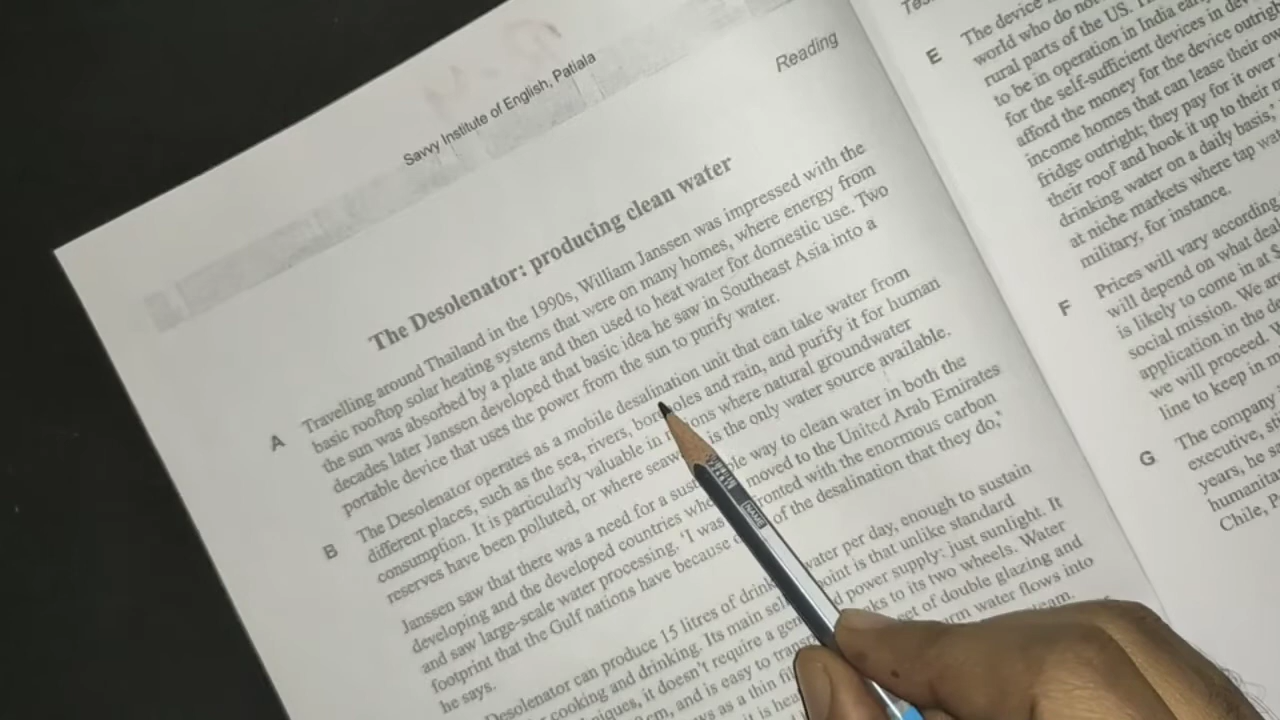 Savvy Institute of English, Patiala
Reading
The Desolenator: producing clean water
A
Travelling around Thailand in the 1990s, William Janssen was impressed with the
basic rooftop solar heating systems that were on many homes, where energy from
the sun was absorbed by a plate and then used to heat water for domestic use. Two
decades later Janssen developed that basic idea he saw in Southeast Asia into a
portable device that uses the power from the sun to purify water.
B
The Desolenator operates as a mobile desalination unit that can take water from
different places, such as the sea, rivers, boreholes and rain, and purify it for human
consumption. It is particularly valuable in regions where natural groundwater
reserves have been polluted, or where seawater is the only water source available.
Janssen saw that there was a need for a sustainable way to clean water in both the
developing and the developed countries when he moved to the United Arab Emirates
and saw large-scale water processing. 'I was confronted with the enormous carbon
footprint that the Gulf nations have because of all of the desalination that they do,'
he says.
Desolenator can produce 15 litres of drinking water per day, enough to sustain
cooking and drinking. Its main selling point is that unlike standard
techniques, it doesn't require a generated power supply: just sunlight. It
and is easy to transport thanks to its two wheels. Water
as a thin fi set of double glazing and
it is hea warm water flows into
steam.
E
The device i
world who do not
rural parts of the US. T
to be in operation in India ear
for the self-sufficient devices in dev
afford the money for the device outrigh
income homes that can lease their ow
fridge outright; they pay for it over
their roof and hook it up to their
drinking water on a daily basis,'
at niche markets where tap wat
military, for instance.
F
Prices will vary according
will depend on what deal
is likely to come in at $
social mission. We ar
application in the de
we will proceed. W
line to keep in m
G
The company
executive, sh
years, he sa
humanitar
Chile, P